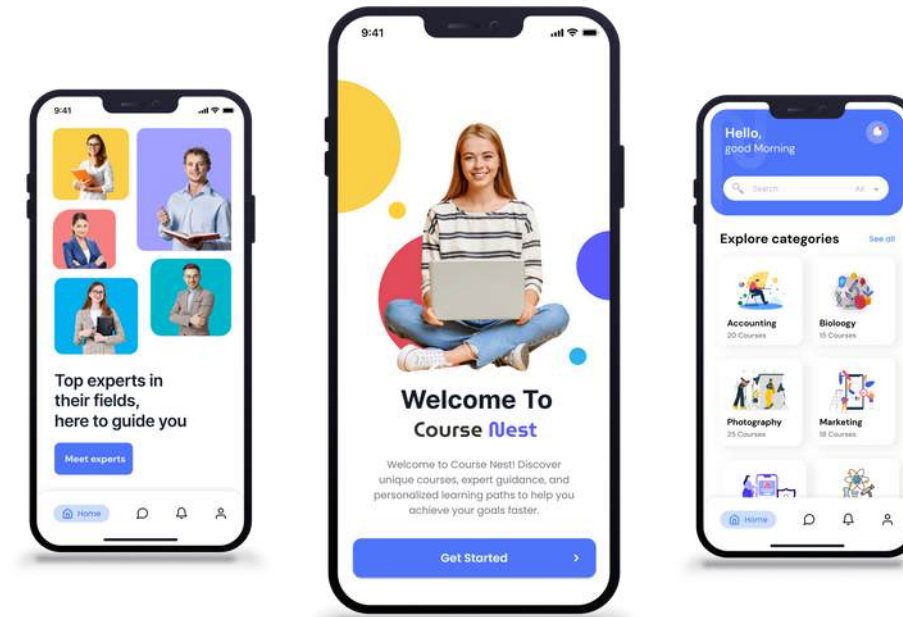 9:41
Top experts in
their fields,
here to guide you
Meet experts
Home
9:41
Welcome To
Course Nest
Welcome to Course Nest! Discover
unique courses, expert guidance, and
personalized learning paths to help you
achieve your goals faster.
Get Started
Hello,
good Morning
Search All
Explore categories See all
Accounting Bioloogy
20 Courses 15 Courses
Photography Marketing
25 Courses 18 Courses
Home